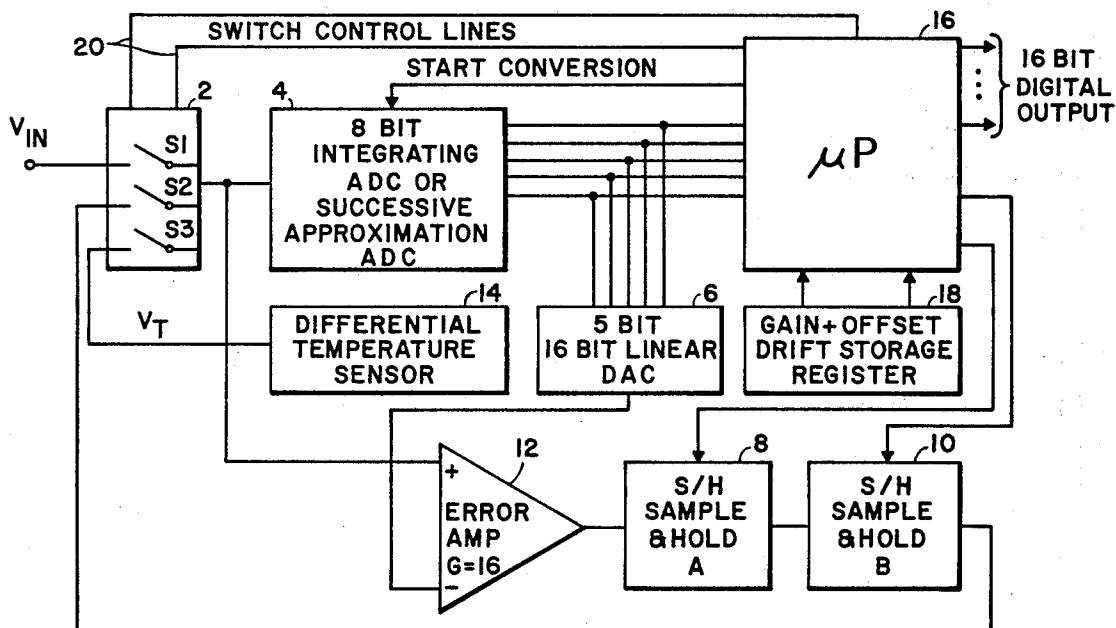 20
SWITCH CONTROL LINES
16
16 BIT
DIGITAL
OUTPUT
START CONVERSION
2
4
VIN
S1
S2
S3
8 BIT
INTEGRATING
ADC OR
SUCCESSIVE
APPROXIMATION
ADC
μP
14
6
18
VT
DIFFERENTIAL
TEMPERATURE
SENSOR
5 BIT
16 BIT LINEAR
DAC
GAIN+OFFSET
DRIFT STORAGE
REGISTER
12
8
10
+
ERROR
AMP
G=16
−
S/H
SAMPLE
&HOLD
A
S/H
SAMPLE
&HOLD
B